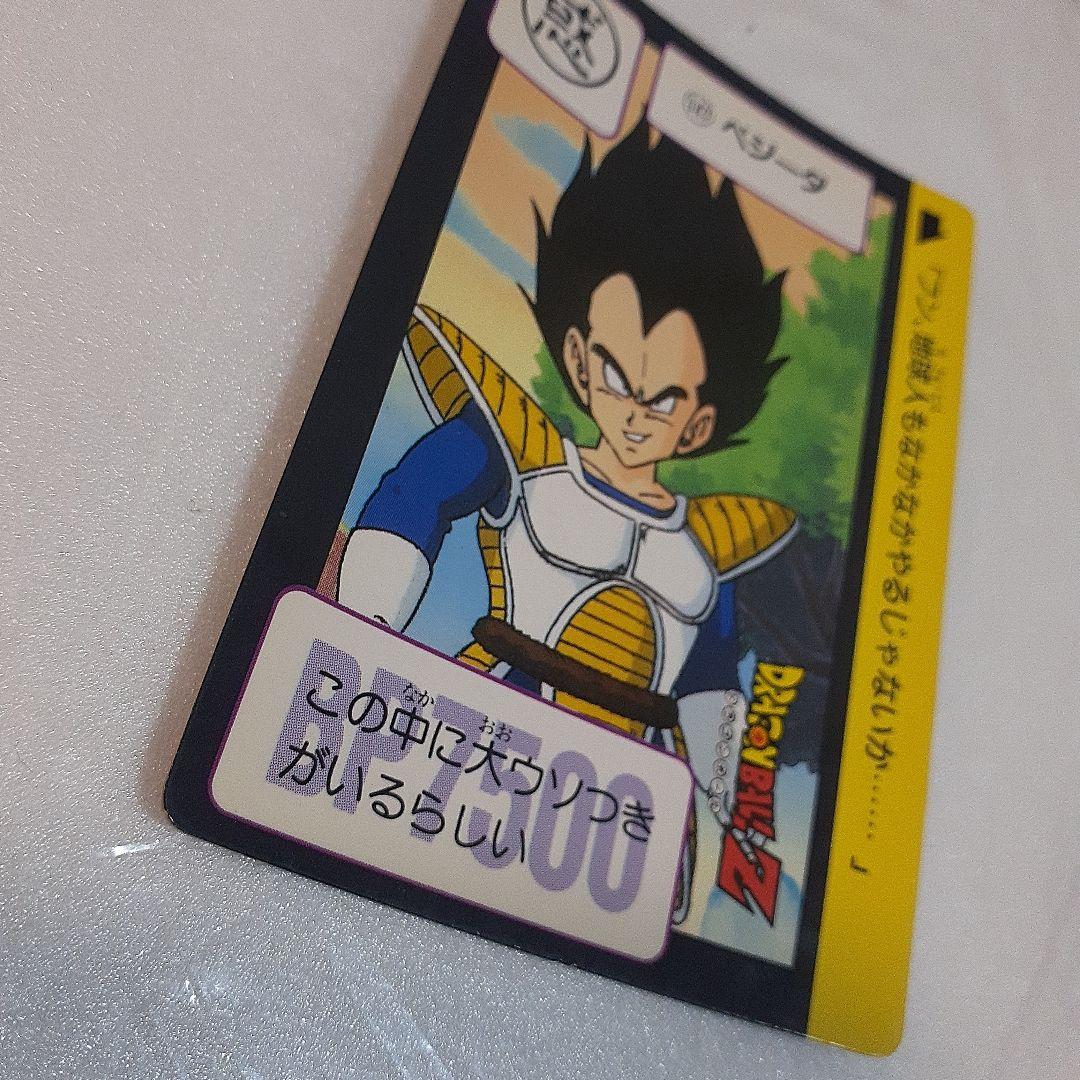 惑
ベジータ
「フン、地球人もなかなかやるじゃないか……」
DRAGON BALL Z
BP7500
この中に大ウソつき
がいるらしい